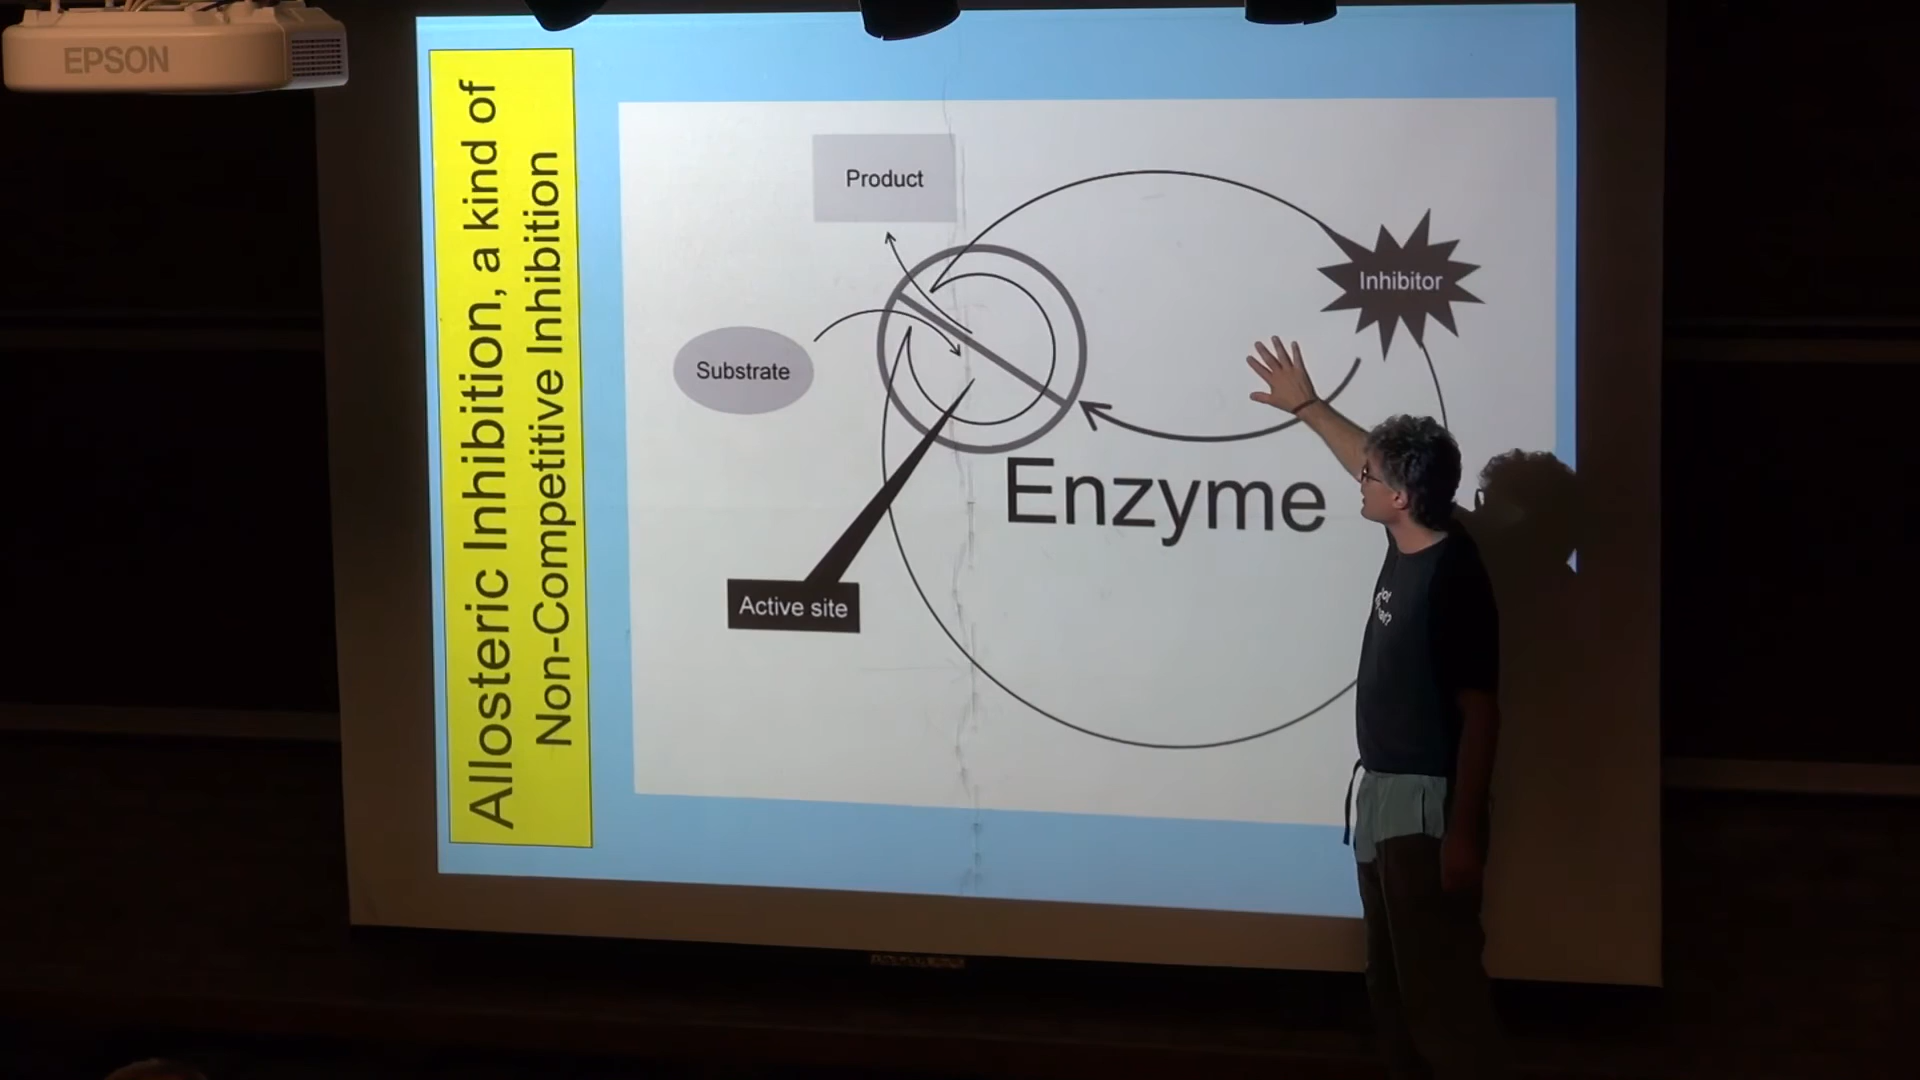 EPSON
Allosteric Inhibition, a kind of
Non-Competitive Inhibition
Product
Inhibitor
Substrate
Enzyme
Active site